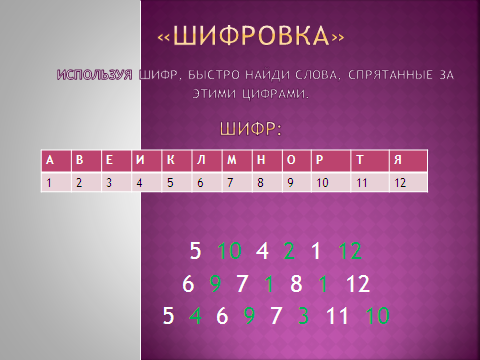 «ШИФРОВКА»
ИСПОЛЬЗУЯ ШИФР, БЫСТРО НАЙДИ СЛОВА, СПРЯТАННЫЕ ЗА
ЭТИМИ ЦИФРАМИ.
ШИФР:
А В Е И К Л М Н О Р Т Я
1 2 3 4 5 6 7 8 9 10 11 12
5 10 4 2 1 12
6 9 7 1 8 1 12
5 4 6 9 7 3 11 10